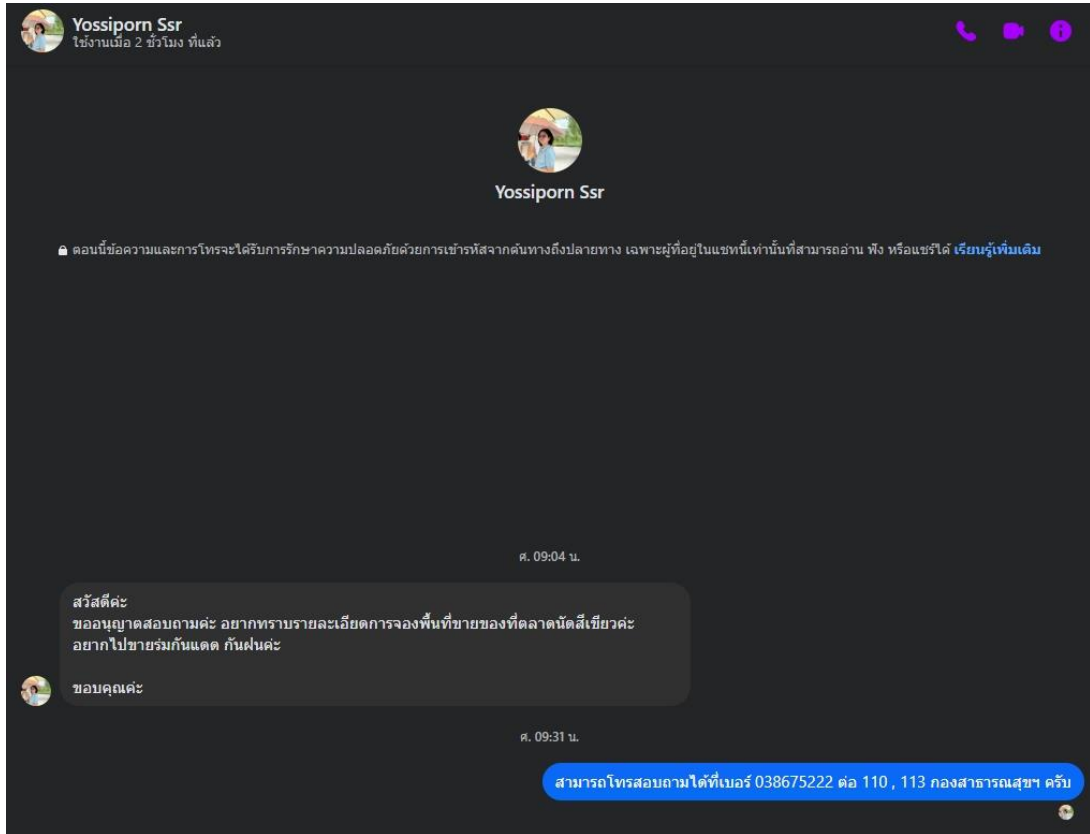 Yossiporn Ssr
ใช้งานเมื่อ 2 ชั่วโมง ที่แล้ว
Yossiporn Ssr
ตอนนี้ข้อความและการโทรจะได้รับการรักษาความปลอดภัยด้วยการเข้ารหัสจากต้นทางถึงปลายทาง เฉพาะผู้ที่อยู่ในแชทนี้เท่านั้นที่สามารถอ่าน ฟัง หรือแชร์ได้ เรียนรู้เพิ่มเติม
ศ. 09:04 น.
สวัสดีค่ะ
ขออนุญาตสอบถามค่ะ อยากทราบรายละเอียดการจองพื้นที่ขายของที่ตลาดนัดสีเขียวค่ะ
อยากไปขายร่มกันแดด กันฝนค่ะ
ขอบคุณค่ะ
ศ. 09:31 น.
สามารถโทรสอบถามได้ที่เบอร์ 038675222 ต่อ 110 , 113 กองสาธารณสุขฯ ครับ